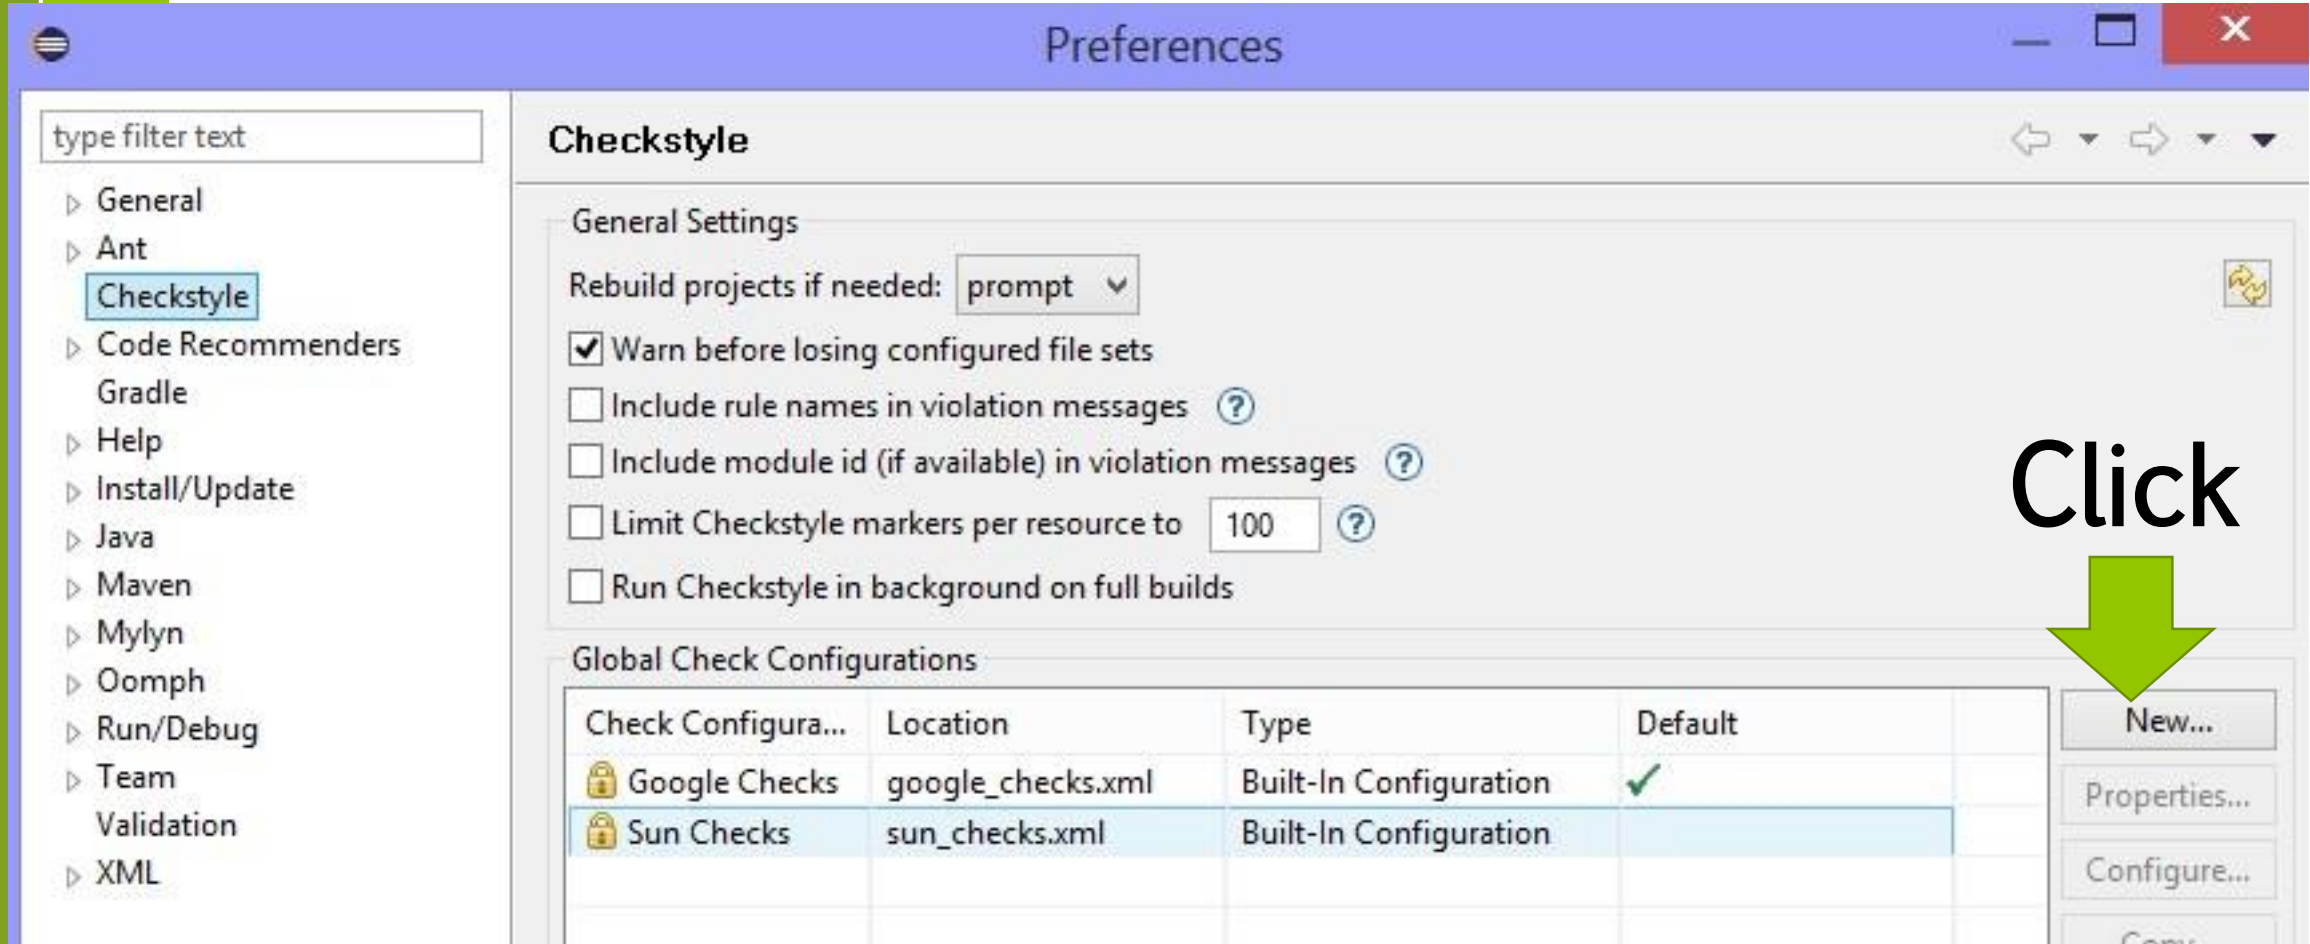 Preferences
type filter text
General
Ant
Checkstyle
Code Recommenders
Gradle
Help
Install/Update
Java
Maven
Mylyn
Oomph
Run/Debug
Team
Validation
XML
Checkstyle
General Settings
Rebuild projects if needed: prompt
Warn before losing configured file sets
Include rule names in violation messages
Include module id (if available) in violation messages
Limit Checkstyle markers per resource to 100
Run Checkstyle in background on full builds
Click
Global Check Configurations
Check Configura... Location Type Default
Google Checks google_checks.xml Built-In Configuration
Sun Checks sun_checks.xml Built-In Configuration
New...
Properties...
Configure...